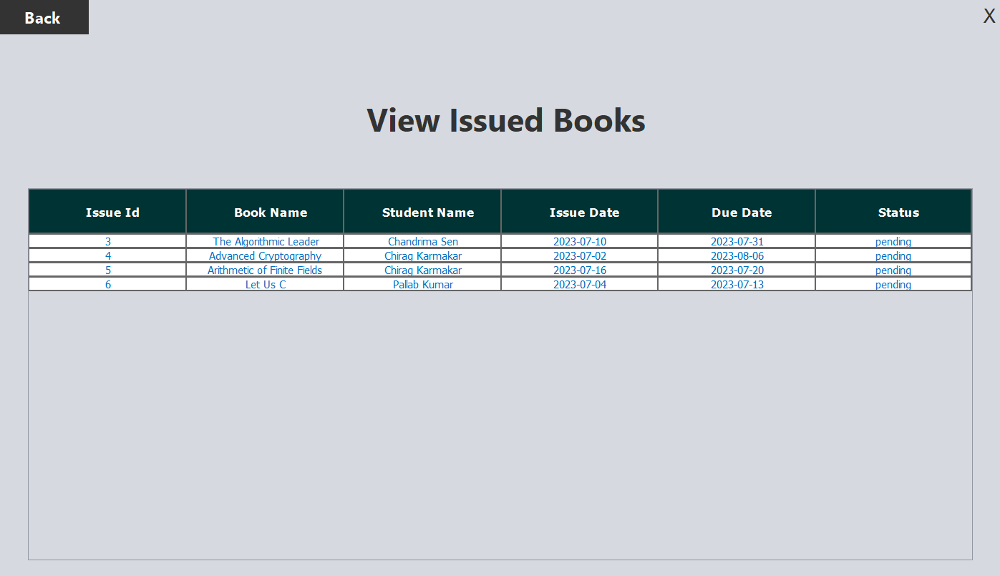 Back
X
View Issued Books
Issue Id Book Name Student Name Issue Date Due Date Status
3 The Algorithmic Leader Chandrima Sen 2023-07-10 2023-07-31 pending
4 Advanced Cryptography Chirag Karmakar 2023-07-02 2023-08-06 pending
5 Arithmetic of Finite Fields Chirag Karmakar 2023-07-16 2023-07-20 pending
6 Let Us C Pallab Kumar 2023-07-04 2023-07-13 pending